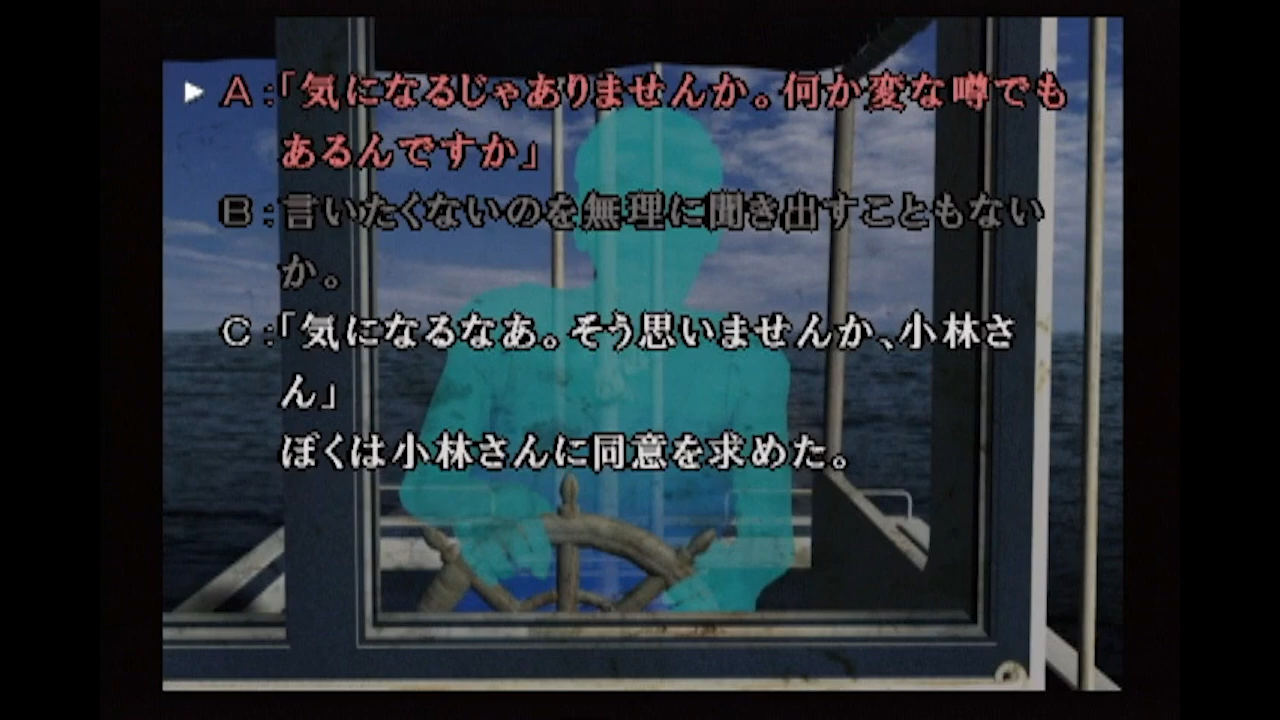 A:「気になるじゃありませんか。何か変な噂でも
あるんですか」
B:言いたくないのを無理に聞き出すこともない
か。
C:「気になるなあ。そう思いませんか、小林さ
ん」
ぼくは小林さんに同意を求めた。